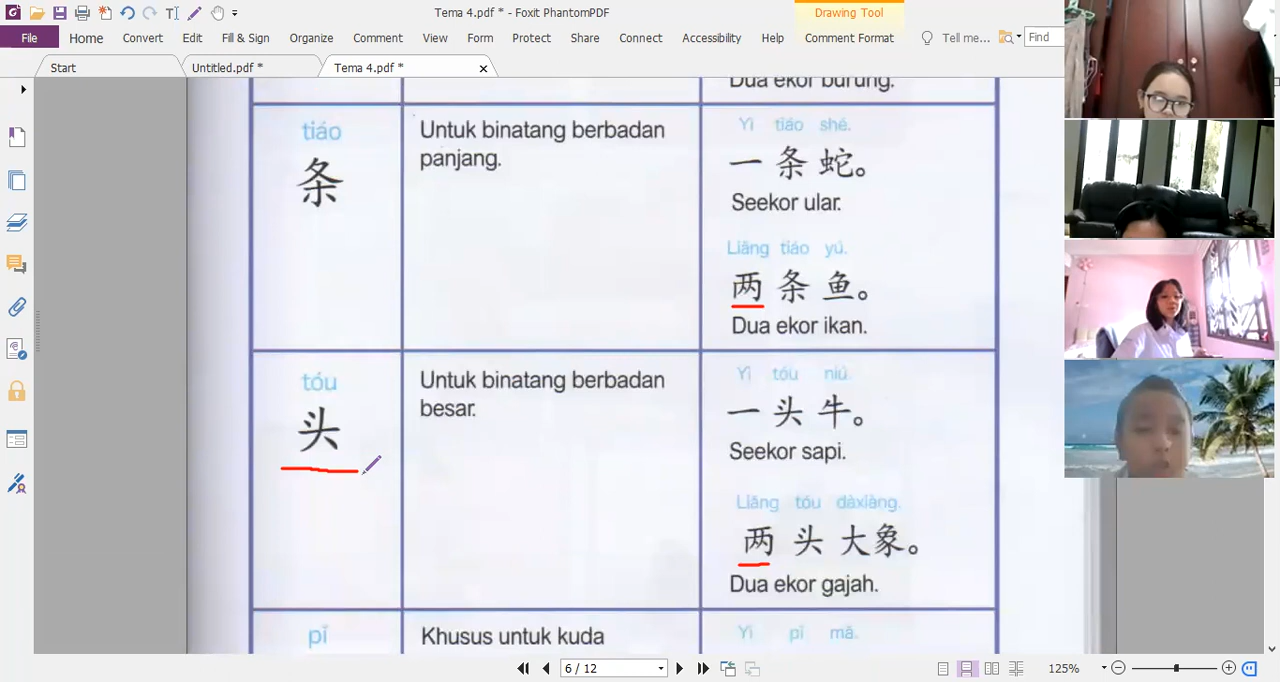 Tema 4.pdf * - Foxit PhantomPDF
Drawing Tool
File Home Convert Edit Fill & Sign Organize Comment View Form Protect Share Connect Accessibility Help Comment Format Tell me... Find
Start Untitled.pdf * Tema 4.pdf *
Dua ekor burung.
tiáo
条
Untuk binatang berbadan
panjang.
Yì tiáo shé.
一 条 蛇。
Seekor ular.
Liǎng tiáo yú.
两 条 鱼。
Dua ekor ikan.
tóu
头
Untuk binatang berbadan
besar.
Yì tóu niú.
一 头 牛。
Seekor sapi.
Liǎng tóu dàxiàng.
两 头 大象。
Dua ekor gajah.
pǐ
Khusus untuk kuda
Yì pǐ mǎ.
6 / 12
125%